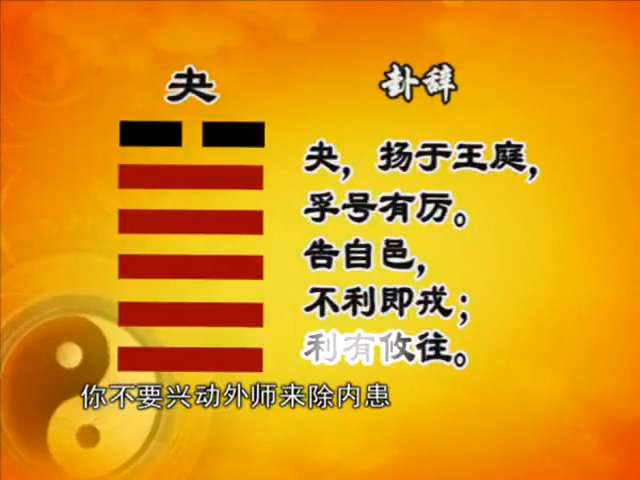 夬
卦辞
夬，扬于王庭，
孚号有厉。
告自邑，
不利即戎；
利有攸往。
你不要兴动外师来除内患